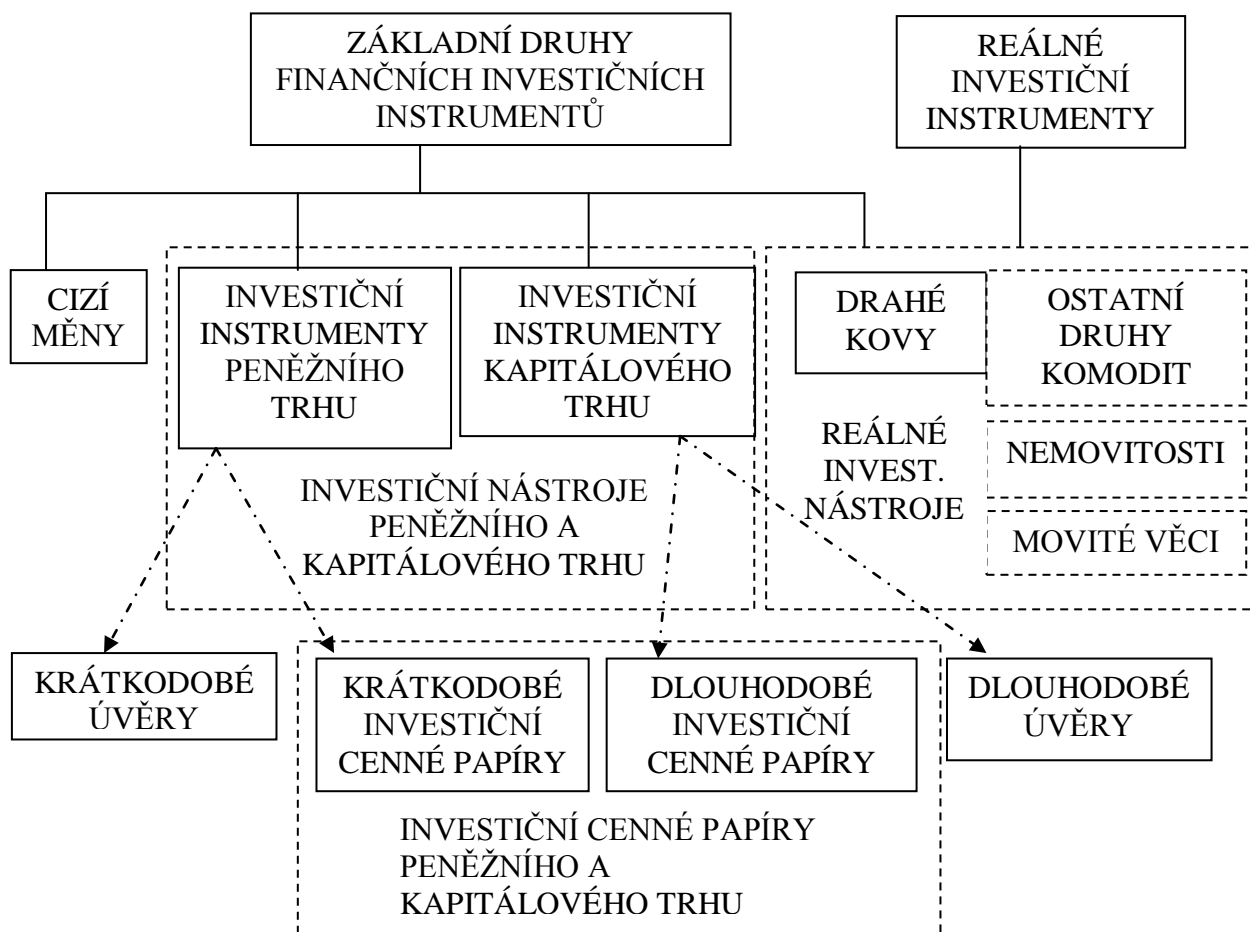 ZÁKLADNÍ DRUHY
FINANČNÍCH INVESTIČNÍCH
INSTRUMENTŮ
REÁLNÉ
INVESTIČNÍ
INSTRUMENTY
CIZÍ
MĚNY
INVESTIČNÍ
INSTRUMENTY
PENĚŽNÍHO
TRHU
INVESTIČNÍ
INSTRUMENTY
KAPITÁLOVÉHO
TRHU
DRAHÉ
KOVY
OSTATNÍ
DRUHY
KOMODIT
REÁLNÉ
INVEST.
NÁSTROJE
NEMOVITOSTI
MOVITÉ VĚCI
INVESTIČNÍ NÁSTROJE
PENĚŽNÍHO A
KAPITÁLOVÉHO TRHU
KRÁTKODOBÉ
ÚVĚRY
KRÁTKODOBÉ
INVESTIČNÍ
CENNÉ PAPÍRY
DLOUHODOBÉ
INVESTIČNÍ
CENNÉ PAPÍRY
DLOUHODOBÉ
ÚVĚRY
INVESTIČNÍ CENNÉ PAPÍRY
PENĚŽNÍHO A
KAPITÁLOVÉHO TRHU